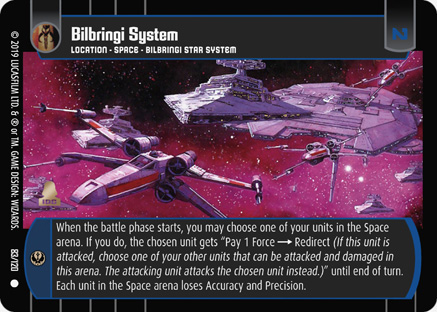 Bilbringi System
LOCATION - SPACE - BILBRINGI STAR SYSTEM
2
© 2019 LUCASFILM LTD. & ® or TM. GAME DESIGN: WIZARDS.
When the battle phase starts, you may choose one of your units in the Space
arena. If you do, the chosen unit gets "Pay 1 Force → Redirect (If this unit is
attacked, choose one of your other units that can be attacked and damaged in
this arena. The attacking unit attacks the chosen unit instead.)" until end of turn.
Each unit in the Space arena loses Accuracy and Precision.